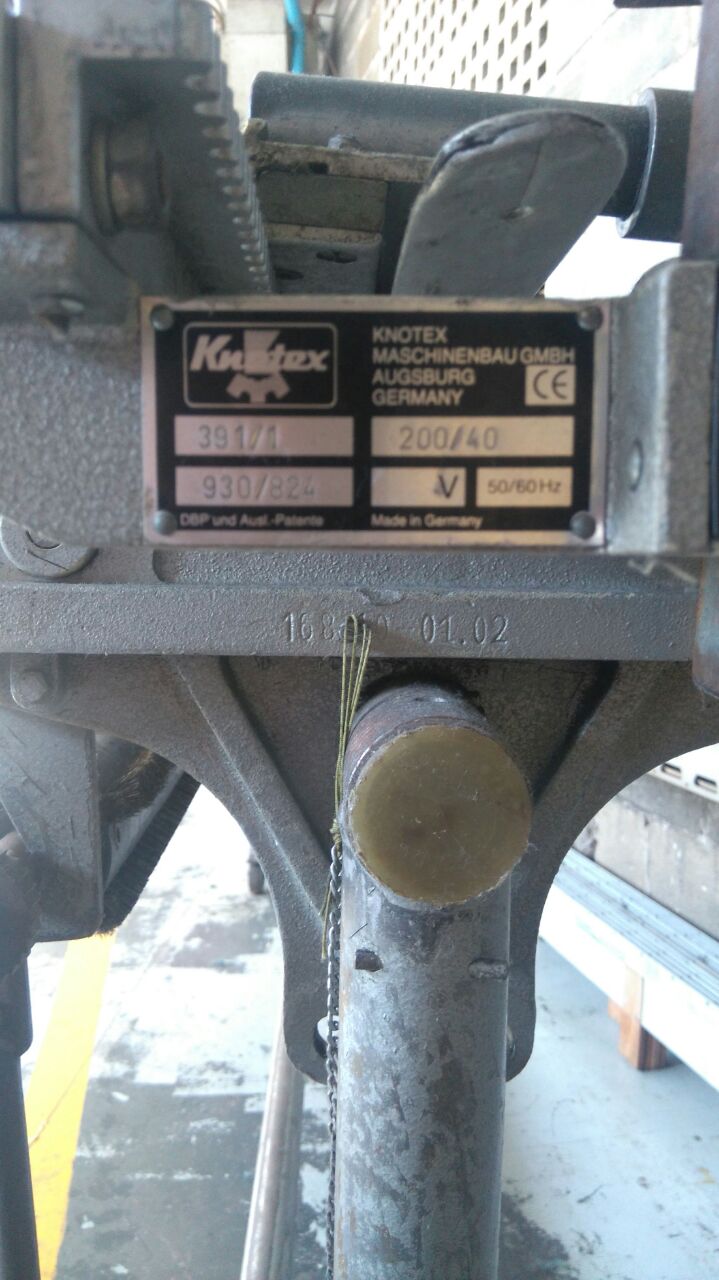 Knotex
KNOTEX
MASCHINENBAU GMBH
AUGSBURG
GERMANY
CE
391/1
200/40
930/824
V
50/60 Hz
DBP und Ausl.-Patente
Made in Germany
01.02